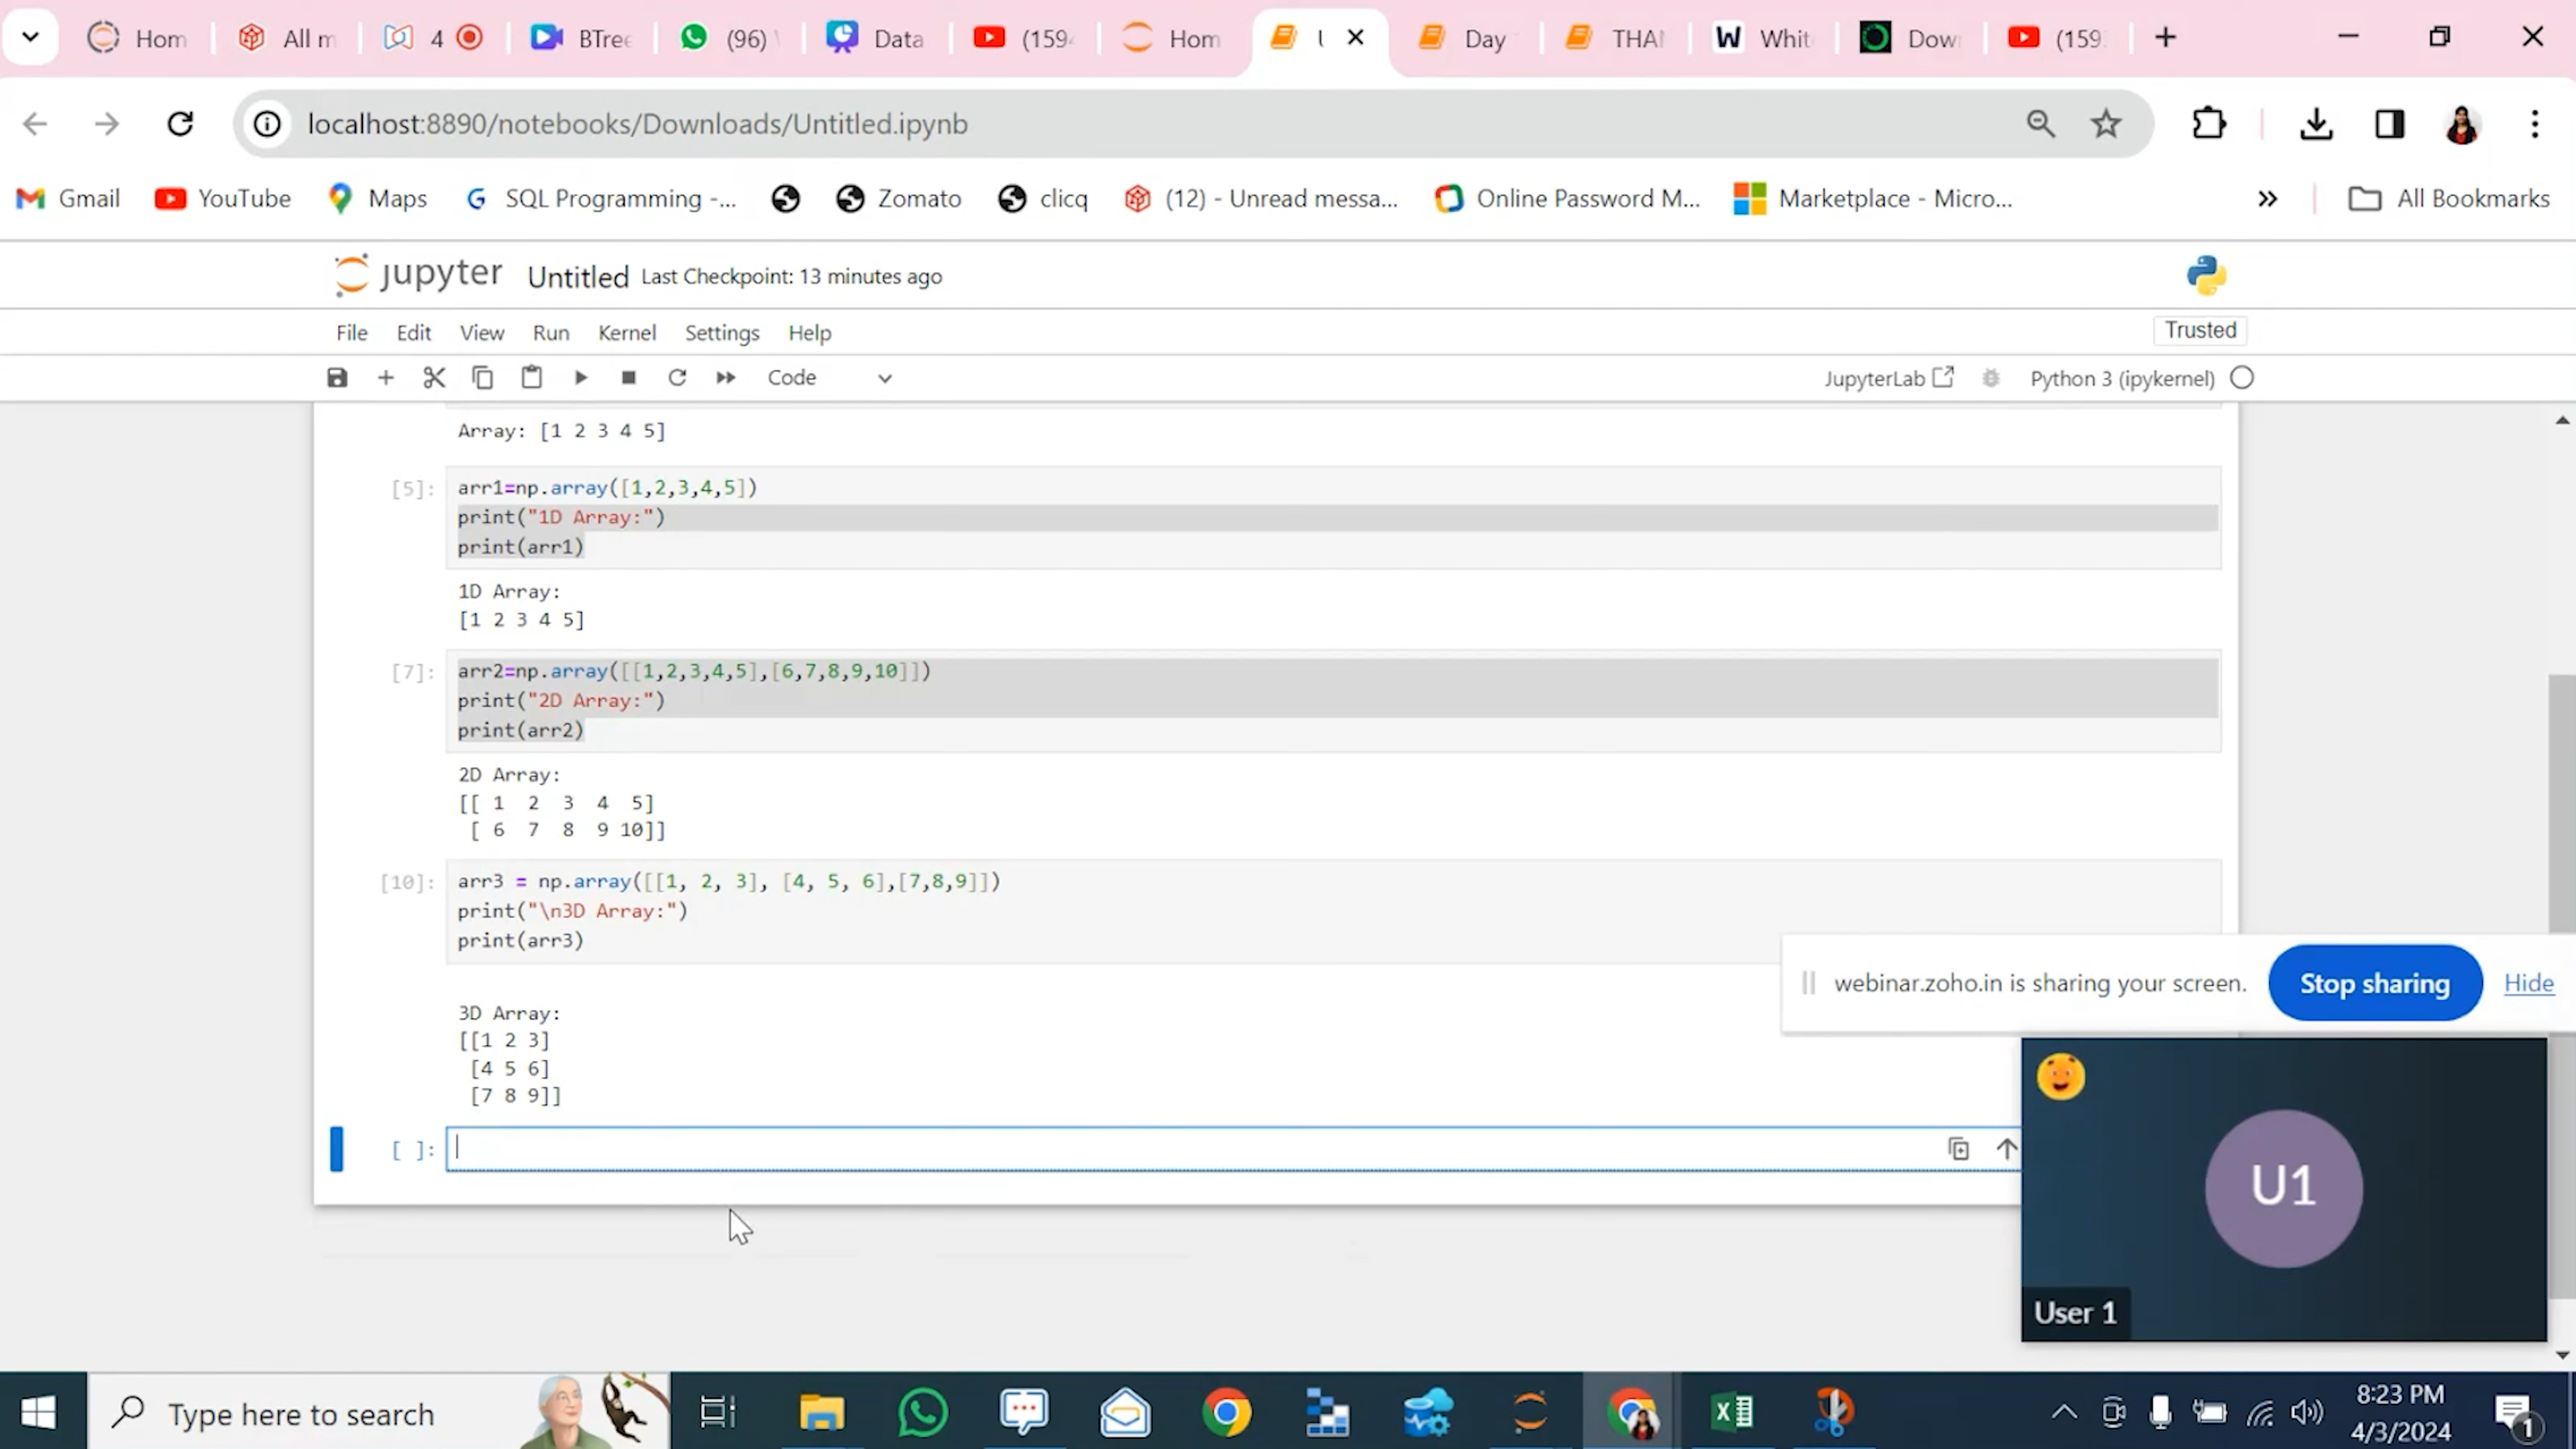 Hom
All m
4
BTree
(96)
Data
(159
Hom
Day
THAN
W Whit
Dow
(159
localhost:8890/notebooks/Downloads/Untitled.ipynb
Gmail
YouTube
Maps
SQL Programming -...
Zomato
clicq
(12) - Unread messa...
Online Password M...
Marketplace - Micro...
All Bookmarks
jupyter Untitled Last Checkpoint: 13 minutes ago
File Edit View Run Kernel Settings Help
Trusted
Code
JupyterLab
Python 3 (ipykernel)
Array: [1 2 3 4 5]
[5]: arr1=np.array([1,2,3,4,5])
print("1D Array:")
print(arr1)
1D Array:
[1 2 3 4 5]
[7]: arr2=np.array([[1,2,3,4,5],[6,7,8,9,10]])
print("2D Array:")
print(arr2)
2D Array:
[[ 1 2 3 4 5]
[ 6 7 8 9 10]]
[10]: arr3 = np.array([[1, 2, 3], [4, 5, 6],[7,8,9]])
print("\n3D Array:")
print(arr3)
3D Array:
[[1 2 3]
[4 5 6]
[7 8 9]]
[ ]:
webinar.zoho.in is sharing your screen.
Stop sharing
Hide
U1
User 1
Type here to search
8:23 PM
4/3/2024
1